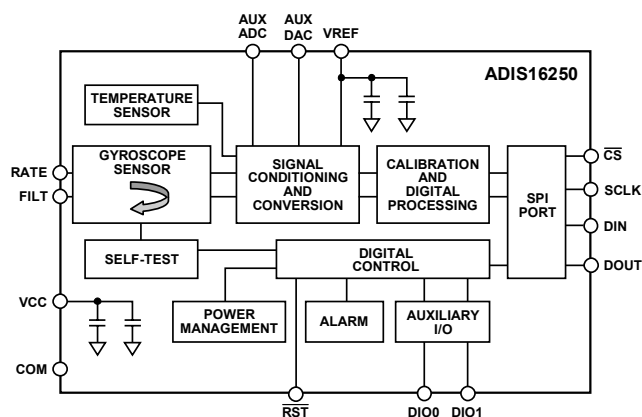 AUX
ADC
AUX
DAC
VREF
ADIS16250
TEMPERATURE
SENSOR
RATE
FILT
GYROSCOPE
SENSOR
SIGNAL
CONDITIONING
AND
CONVERSION
CALIBRATION
AND
DIGITAL
PROCESSING
SPI
PORT
CS
SCLK
DIN
DOUT
SELF-TEST
DIGITAL
CONTROL
VCC
POWER
MANAGEMENT
ALARM
AUXILIARY
I/O
COM
RST
DIO0
DIO1